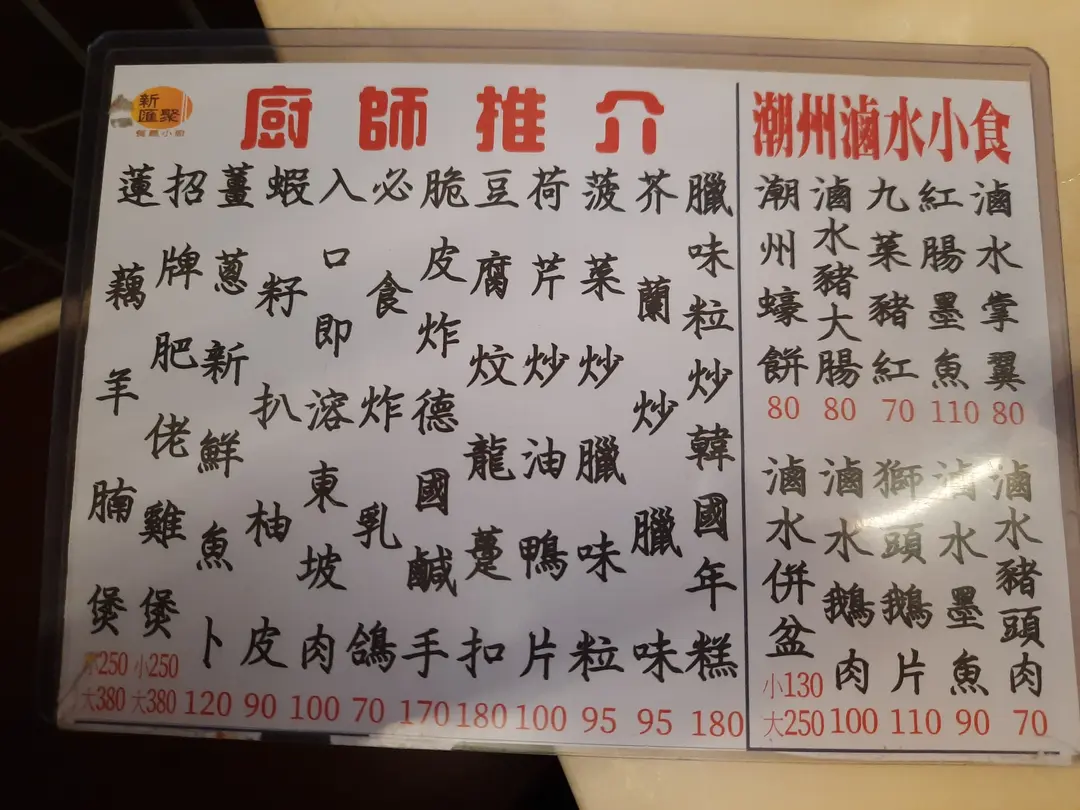 新
匯聚
廚師推介
臘味粒炒韓國年糕
180
芥蘭炒臘味
95
菠菜炒臘味粒
95
荷芹炒油鴨片
100
豆腐炆龍躉扣
180
脆皮炸德國鹹手
170
必食炸乳鴿
70
入口即溶東坡肉
100
蝦籽扒柚皮
90
薑蔥新鮮魚卜
120
招牌肥佬雞煲
小250
大380
蓮藕羊腩煲
250
大380
潮州滷水小食
滷水掌翼
80
紅腸墨魚
110
九菜豬紅
70
滷水豬大腸
80
潮州蠔餅
80
滷水豬頭肉
70
滷水墨魚
90
獅頭鵝片
110
滷水鵝肉
100
滷水併盆
小130
大250